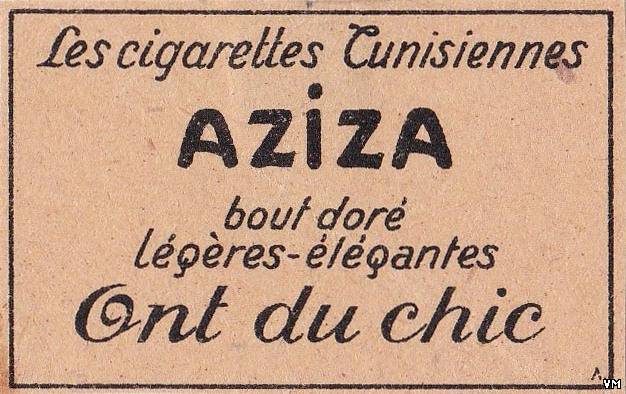 Les cigarettes Tunisiennes
AZiZA
bout doré
légères-élégantes
Ont du chic
VM